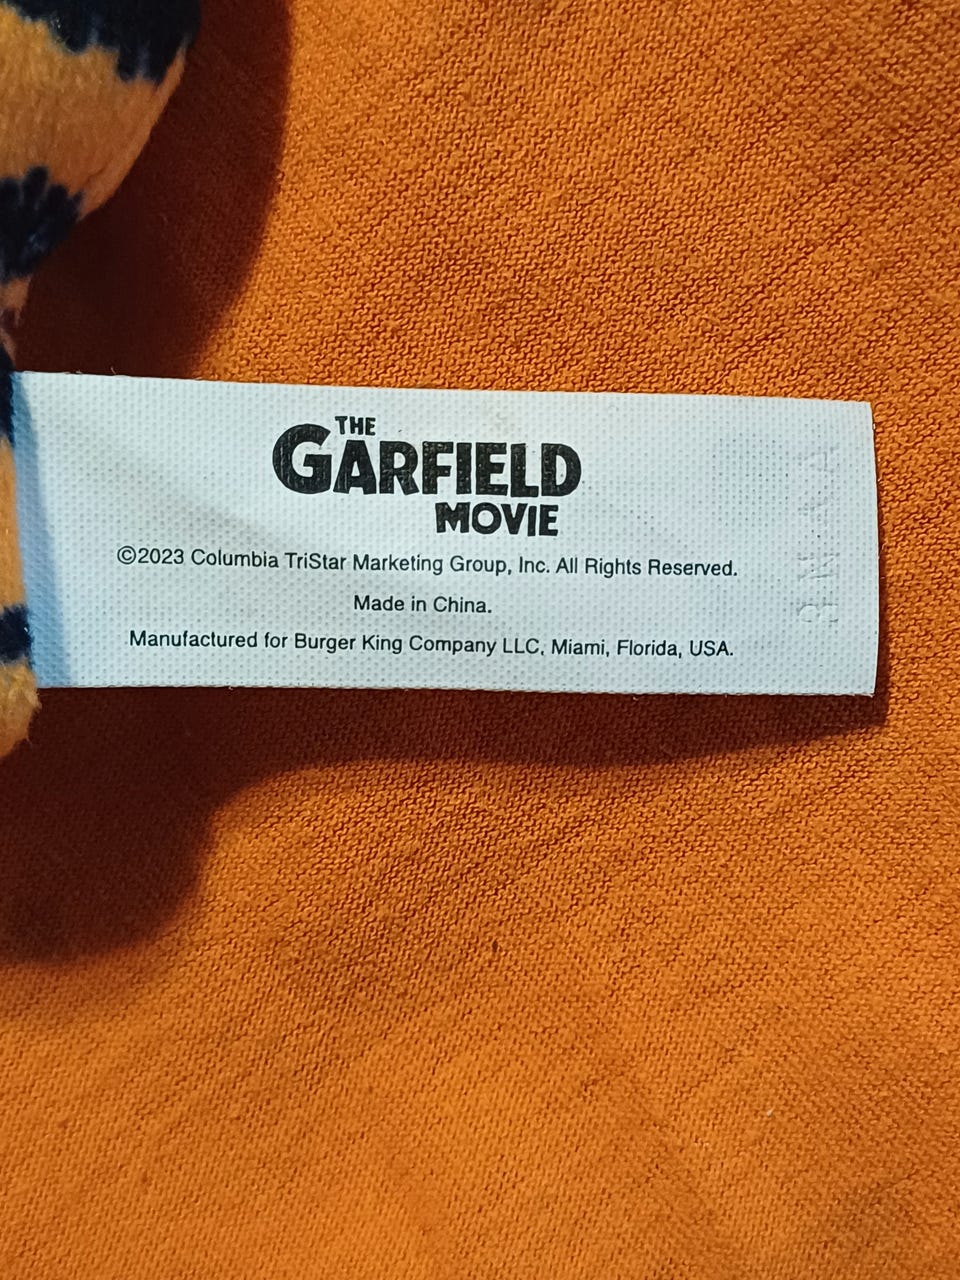 THE
GARFIELD
MOVIE
©2023 Columbia TriStar Marketing Group, Inc. All Rights Reserved.
Made in China.
Manufactured for Burger King Company LLC, Miami, Florida, USA.